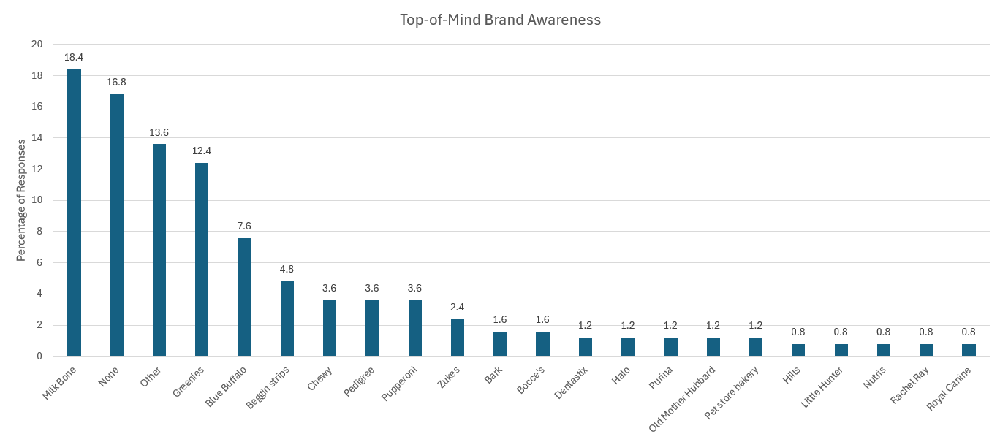 Top-of-Mind Brand Awareness
Percentage of Responses
20
18
16
14
12
10
8
6
4
2
0
18.4
16.8
13.6
12.4
7.6
4.8
3.6
3.6
3.6
2.4
1.6
1.6
1.2
1.2
1.2
1.2
1.2
0.8
0.8
0.8
0.8
0.8
Milk Bone
None
Other
Greenies
Blue Buffalo
Beggin strips
Chewy
Pedigree
Pupperoni
Zukes
Bark
Bocce's
Dentastix
Halo
Purina
Old Mother Hubbard
Pet store bakery
Hills
Little Hunter
Nutris
Rachel Ray
Royal Canine